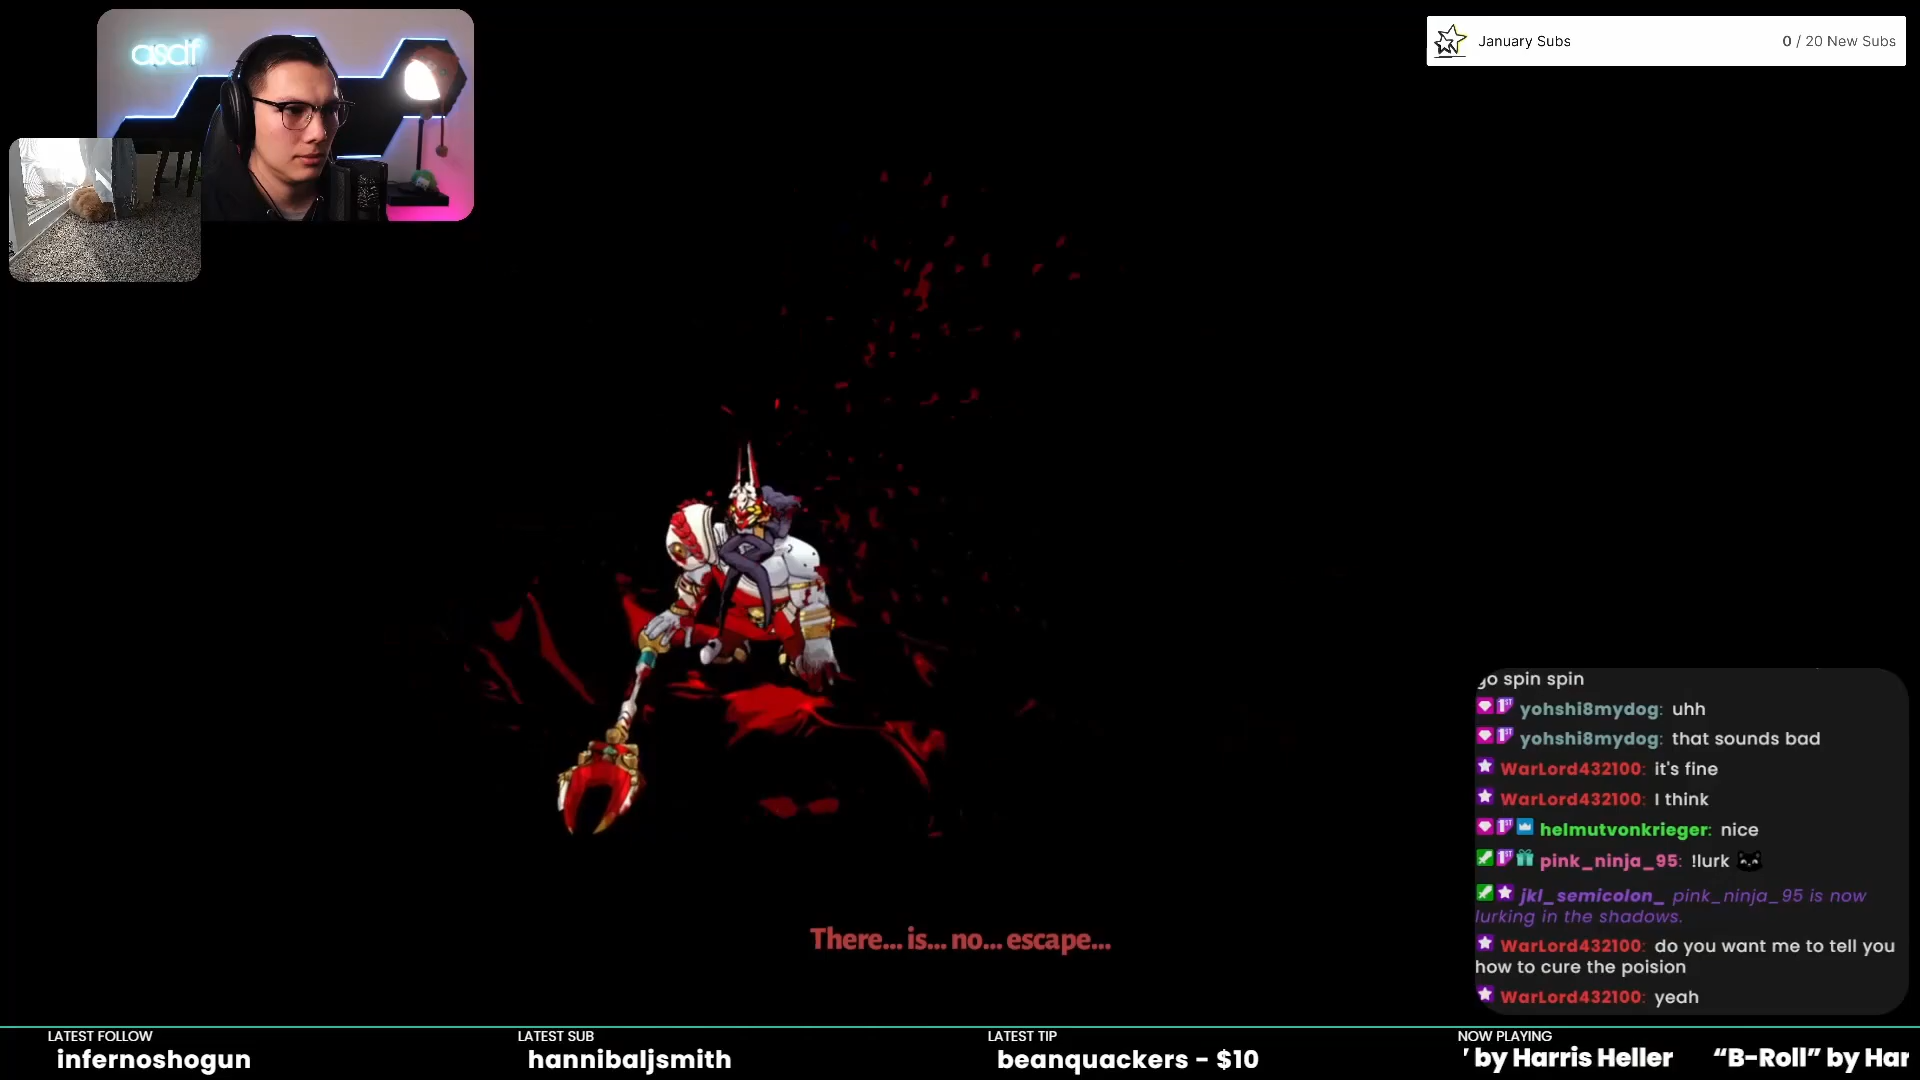 asdf
January Subs
0 / 20 New Subs
go spin spin
yohshi8mydog: uhh
yohshi8mydog: that sounds bad
WarLord432100: it's fine
WarLord432100: I think
helmutvonkrieger: nice
pink_ninja_95: !lurk
jkl_semicolon_ pink_ninja_95 is now
lurking in the shadows.
WarLord432100: do you want me to tell you
how to cure the poision
WarLord432100: yeah
There... is... no... escape...
LATEST FOLLOW
infernoshogun
LATEST SUB
hannibaljsmith
LATEST TIP
beanquackers - $10
NOW PLAYING
" by Harris Heller “B-Roll” by Har